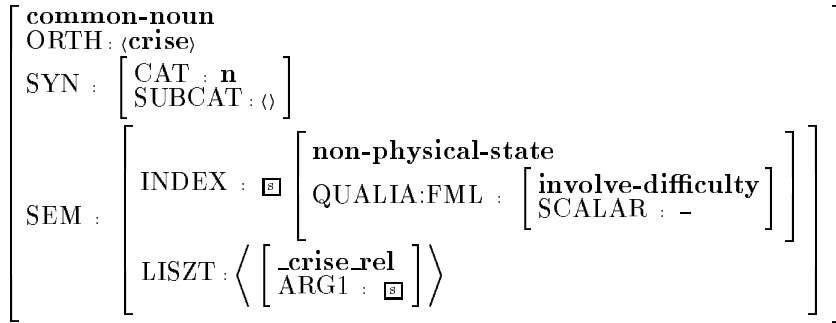 common-noun
ORTH : ⟨crise⟩
SYN : [ CAT : n
SUBCAT : ⟨⟩ ]
SEM :
INDEX : [s]
non-physical-state
QUALIA:FML : [ involve-difficulty
SCALAR : – ]
LISZT : ⟨ [ _crise_rel
ARG1 : [s] ] ⟩